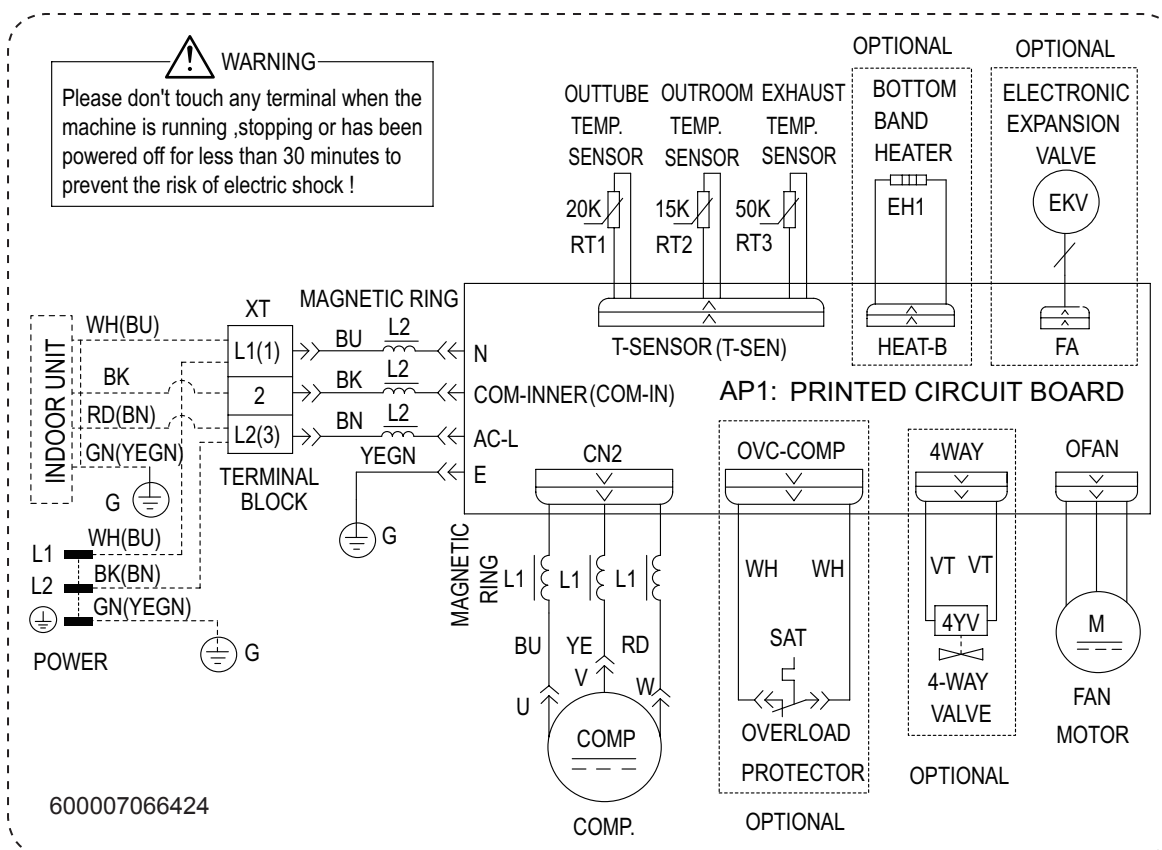 WARNING
Please don't touch any terminal when the
machine is running ,stopping or has been
powered off for less than 30 minutes to
prevent the risk of electric shock !
OUTTUBE
TEMP.
SENSOR
OUTROOM
TEMP.
SENSOR
EXHAUST
TEMP.
SENSOR
OPTIONAL
BOTTOM
BAND
HEATER
EH1
OPTIONAL
ELECTRONIC
EXPANSION
VALVE
EKV
20K
RT1
15K
RT2
50K
RT3
T-SENSOR (T-SEN)
HEAT-B
FA
AP1: PRINTED CIRCUIT BOARD
INDOOR UNIT
WH(BU)
BK
RD(BN)
GN(YEGN)
G
XT
L1(1)
2
L2(3)
TERMINAL
BLOCK
MAGNETIC RING
BU
L2
N
BK
L2
COM-INNER(COM-IN)
BN
L2
AC-L
YEGN
E
G
L1
WH(BU)
L2
BK(BN)
GN(YEGN)
G
POWER
CN2
MAGNETIC
RING
L1
L1
L1
BU
YE
RD
U
V
W
COMP
COMP.
OVC-COMP
WH
WH
SAT
OVERLOAD
PROTECTOR
OPTIONAL
4WAY
VT
VT
4YV
4-WAY
VALVE
OPTIONAL
OFAN
M
FAN
MOTOR
600007066424